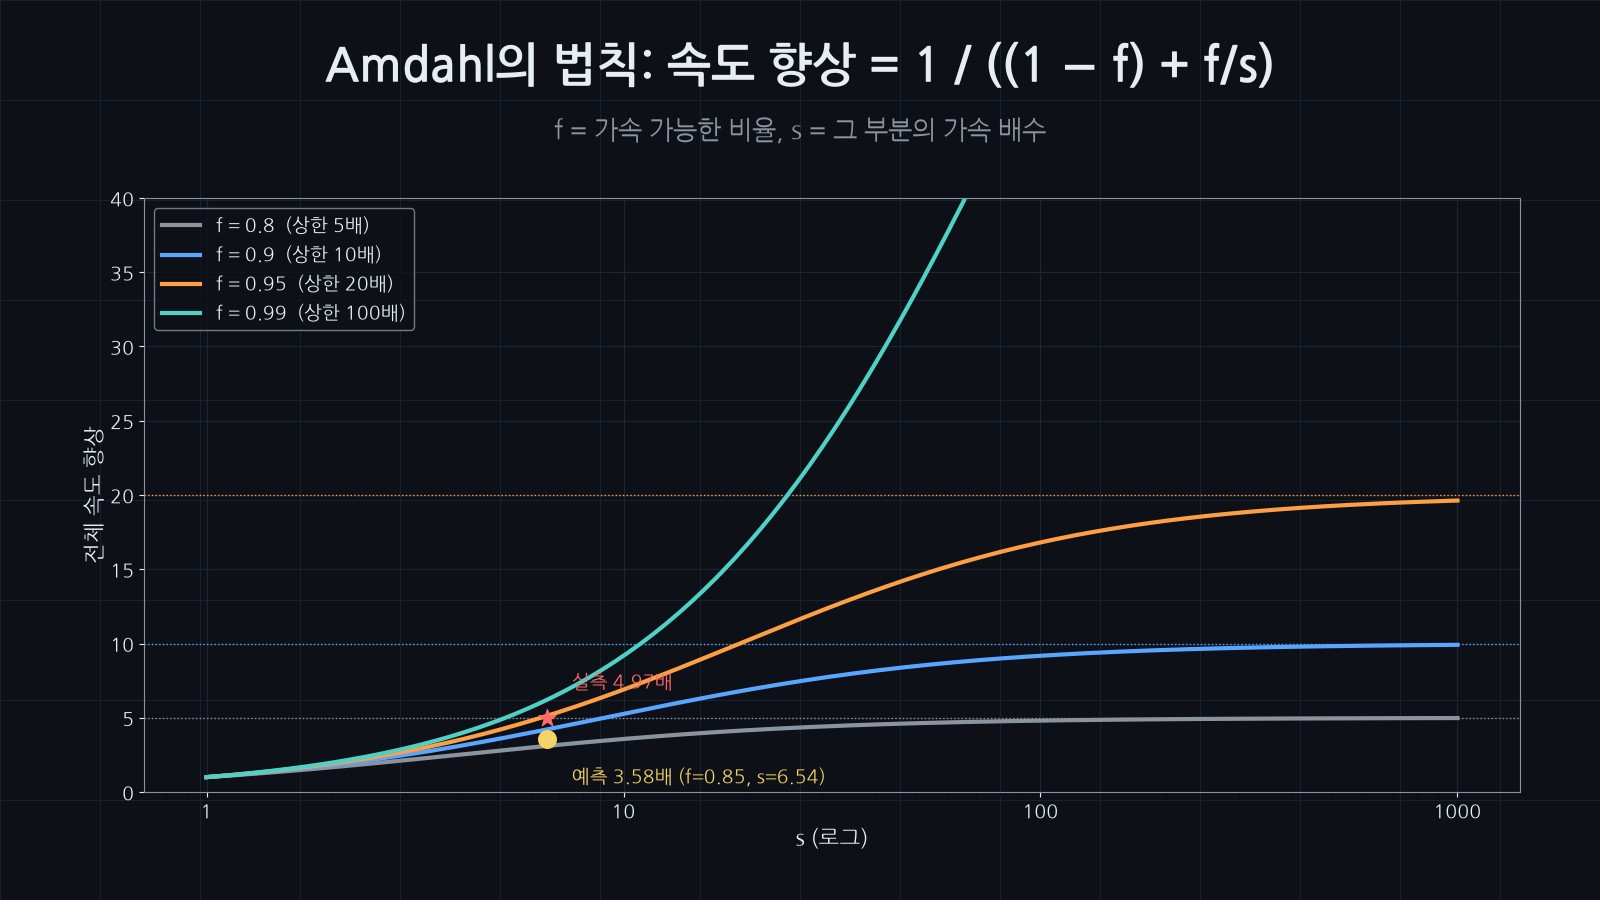 Amdahl의 법칙: 속도 향상 = 1 / ((1 − f) + f/s)
f = 가속 가능한 비율, s = 그 부분의 가속 배수
f = 0.8 (상한 5배)
f = 0.9 (상한 10배)
f = 0.95 (상한 20배)
f = 0.99 (상한 100배)
전체 속도 향상
40
35
30
25
20
15
10
5
0
실측 4.97배
예측 3.58배 (f=0.85, s=6.54)
1
10
100
1000
s (로그)